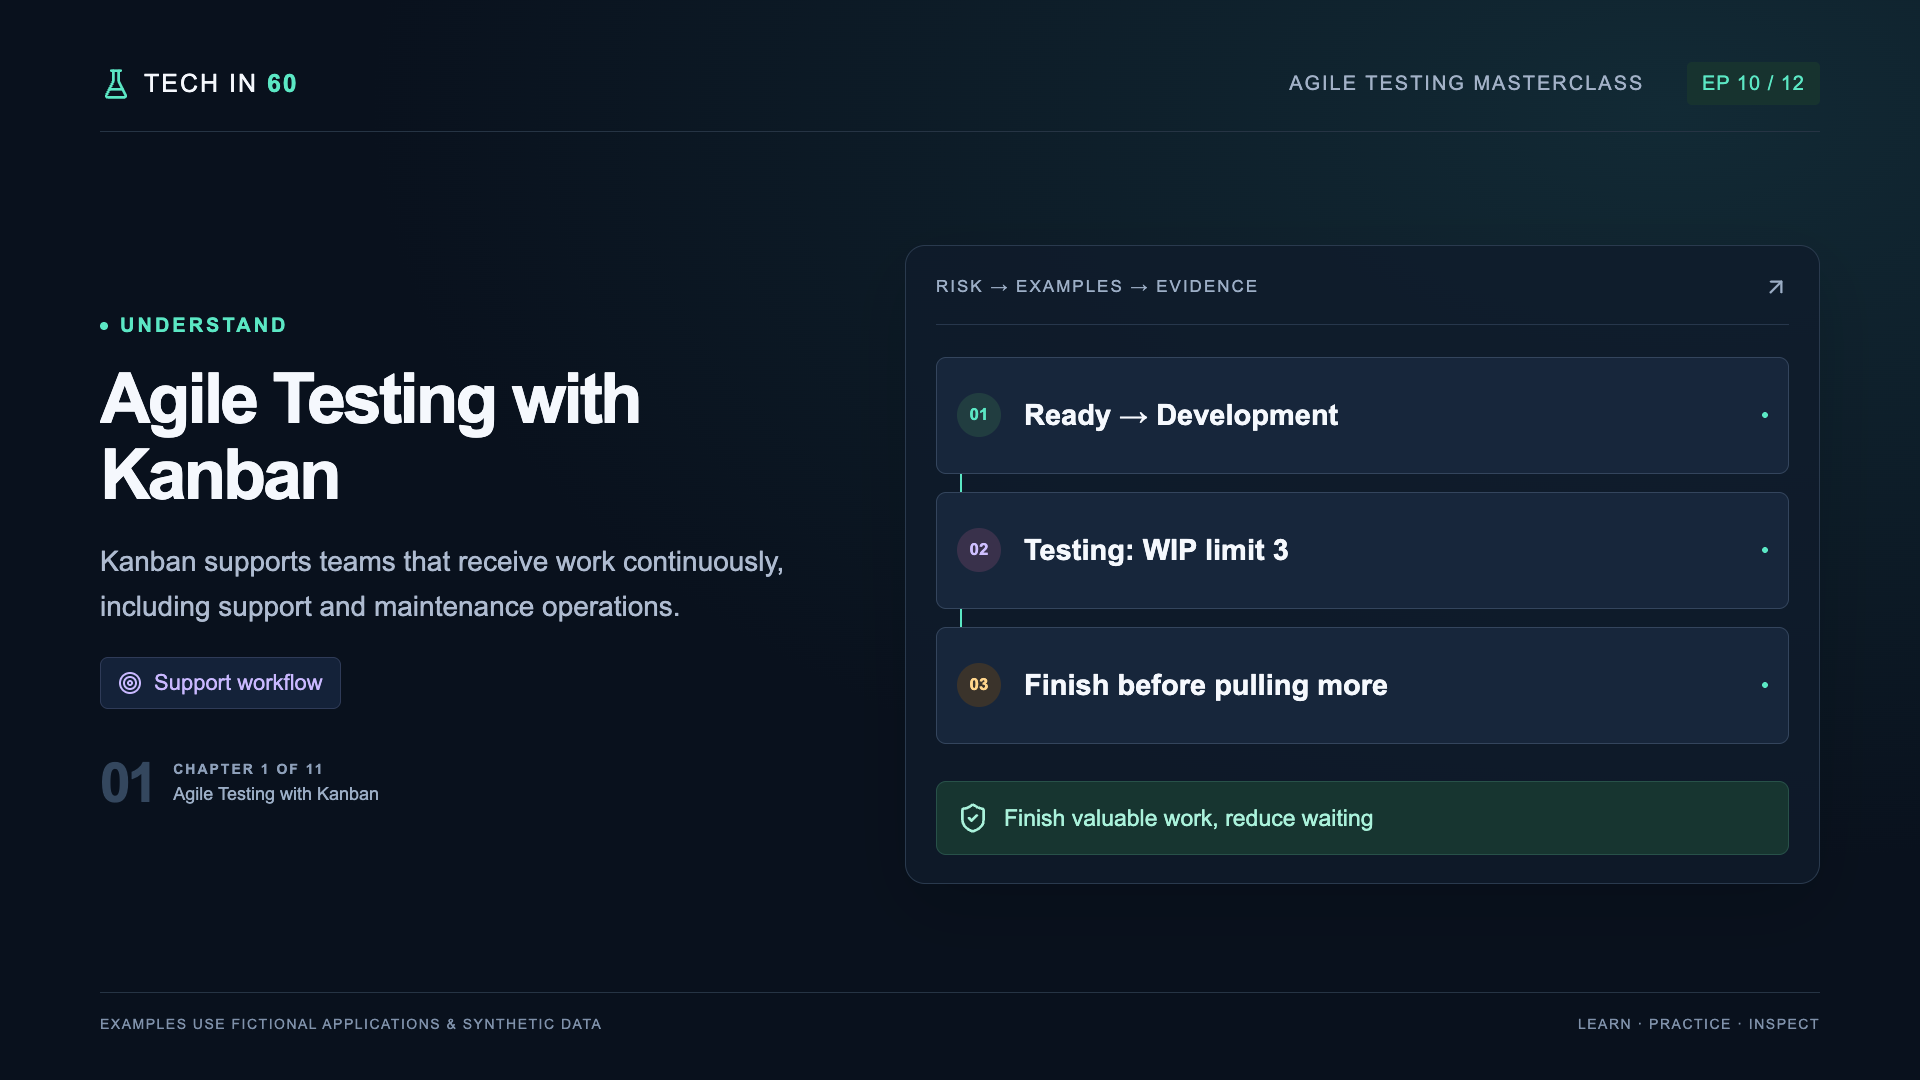 TECH IN 60
AGILE TESTING MASTERCLASS
EP 10 / 12
UNDERSTAND
Agile Testing with
Kanban
Kanban supports teams that receive work continuously,
including support and maintenance operations.
Support workflow
01
CHAPTER 1 OF 11
Agile Testing with Kanban
RISK → EXAMPLES → EVIDENCE
01 Ready → Development
02 Testing: WIP limit 3
03 Finish before pulling more
Finish valuable work, reduce waiting
EXAMPLES USE FICTIONAL APPLICATIONS & SYNTHETIC DATA
LEARN · PRACTICE · INSPECT